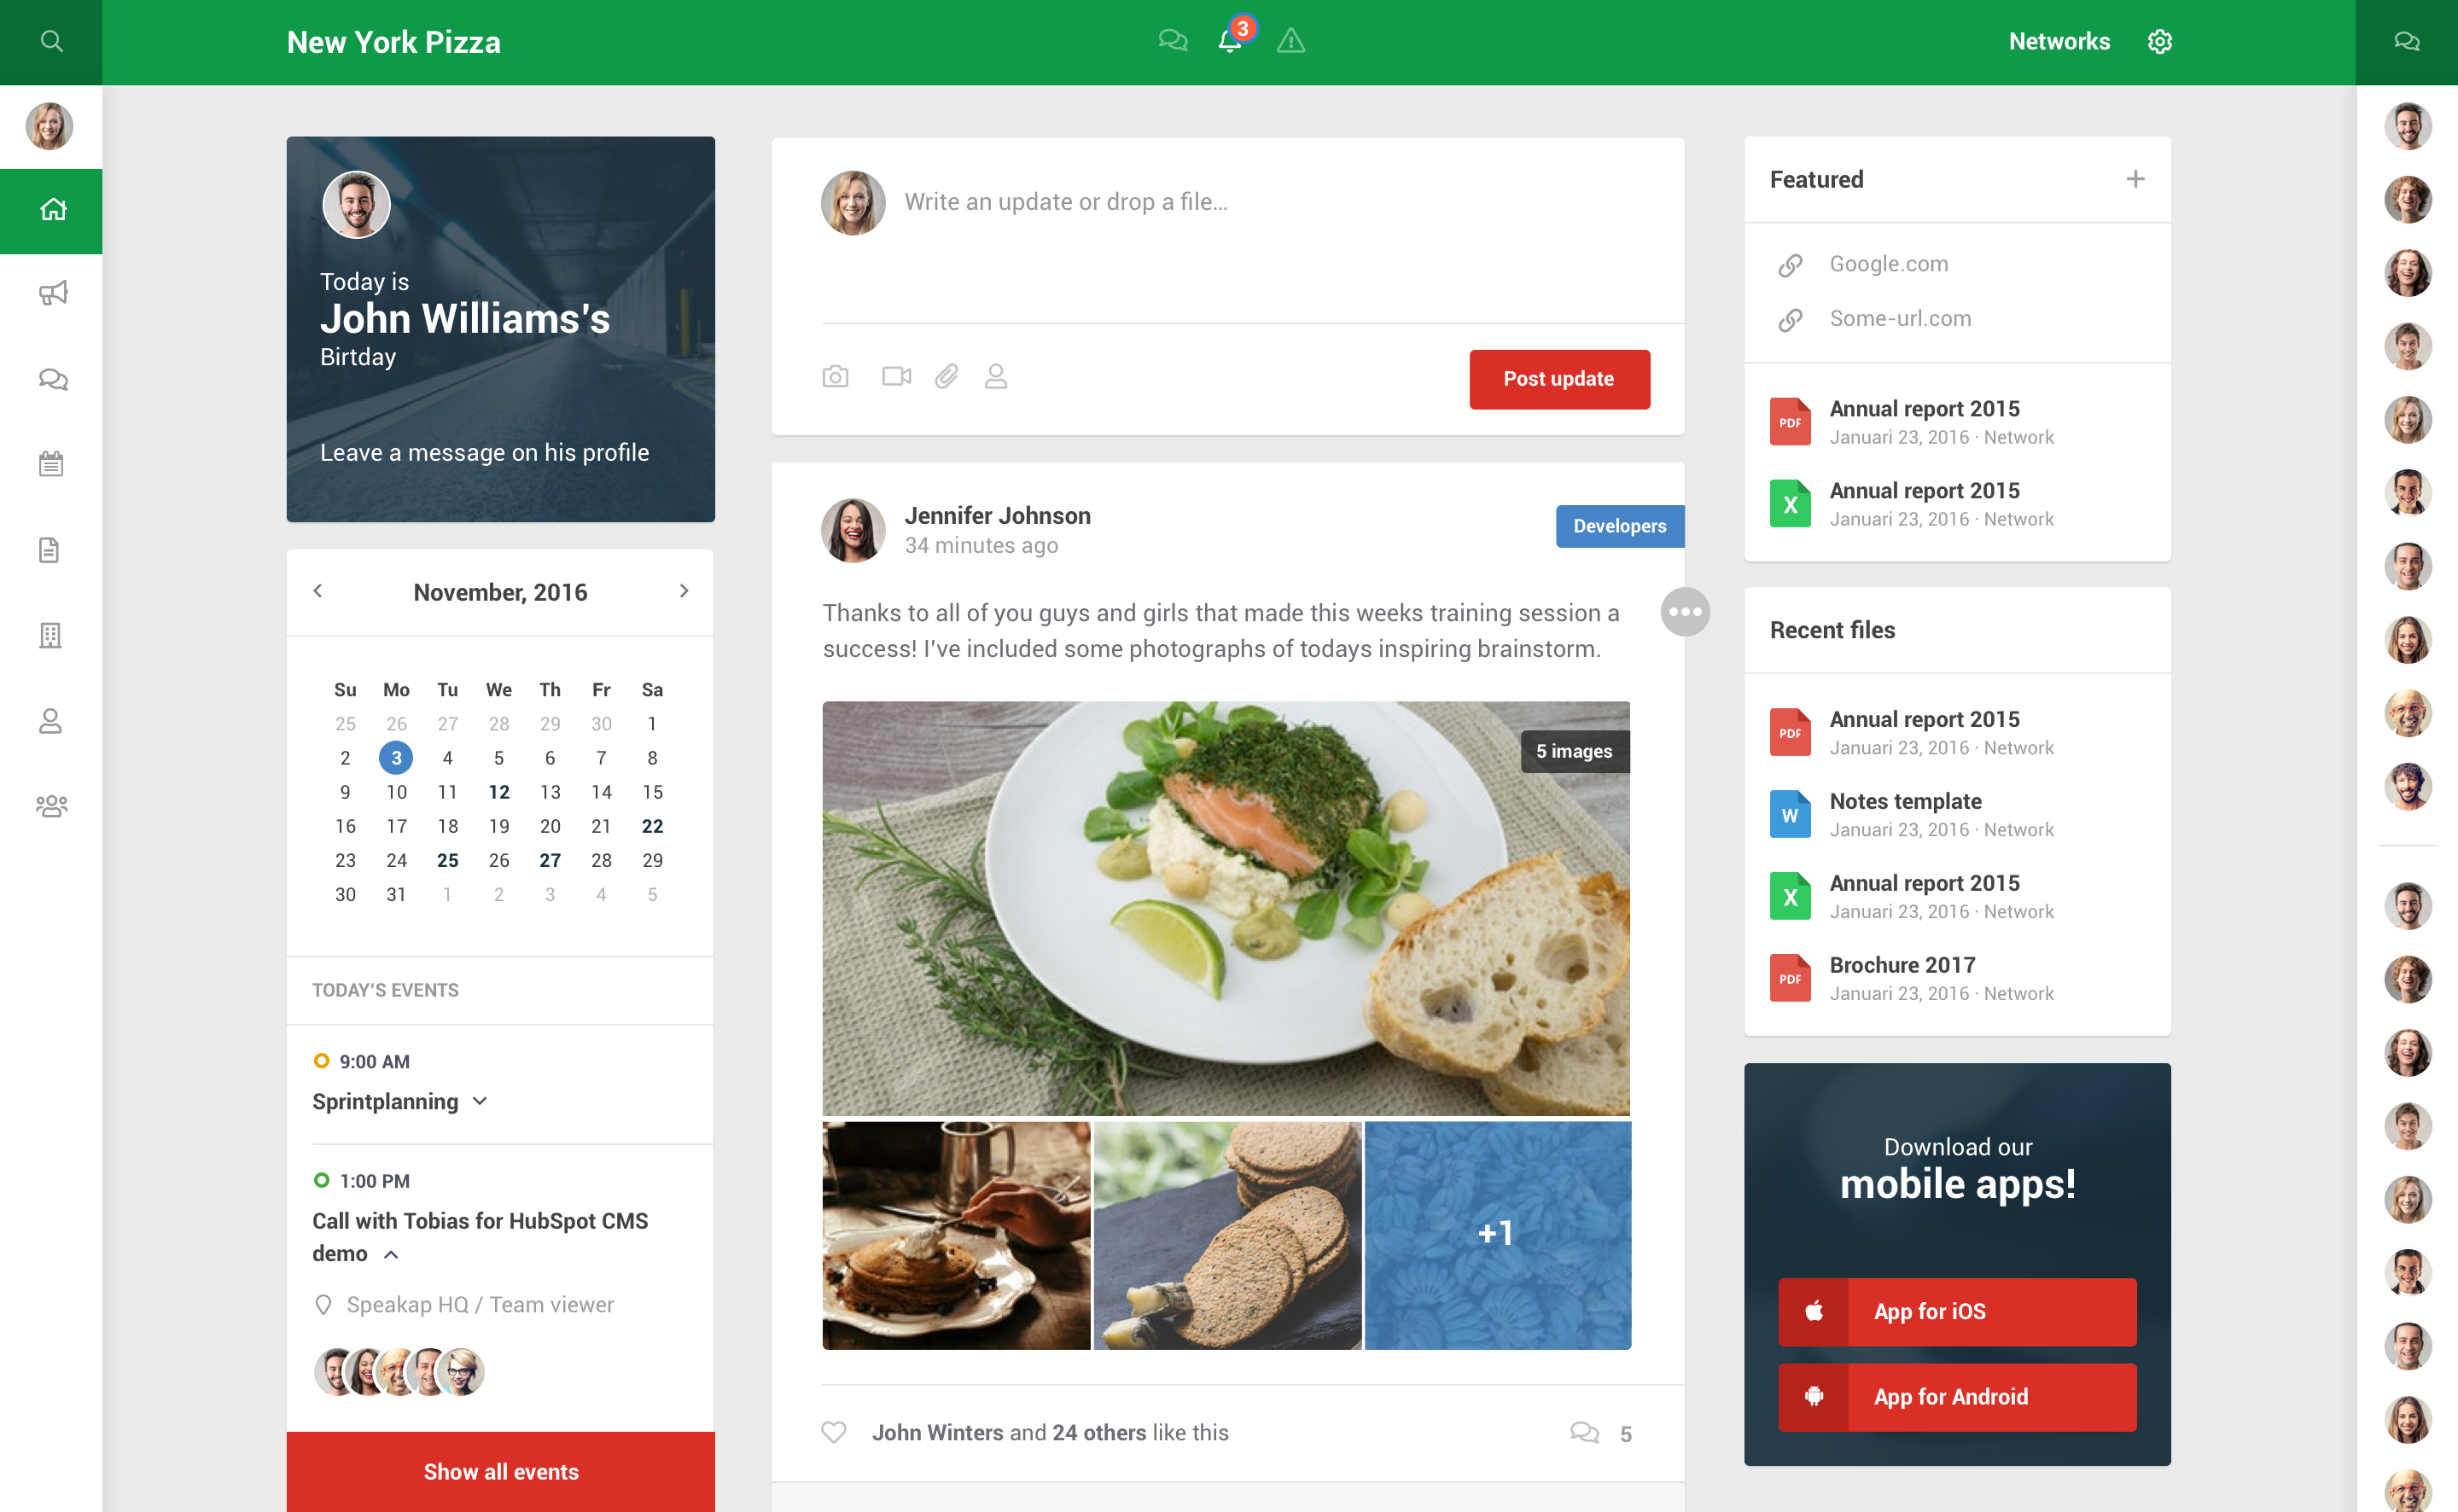 New York Pizza
3
Networks
Today is
John Williams's
Birtday
Leave a message on his profile
November, 2016
Su Mo Tu We Th Fr Sa
25 26 27 28 29 30 1
2 3 4 5 6 7 8
9 10 11 12 13 14 15
16 17 18 19 20 21 22
23 24 25 26 27 28 29
30 31 1 2 3 4 5
TODAY'S EVENTS
9:00 AM
Sprintplanning
1:00 PM
Call with Tobias for HubSpot CMS
demo
Speakap HQ / Team viewer
Show all events
Write an update or drop a file...
Post update
Jennifer Johnson
34 minutes ago
Developers
Thanks to all of you guys and girls that made this weeks training session a
success! I've included some photographs of todays inspiring brainstorm.
5 images
+1
John Winters and 24 others like this
5
Featured
Google.com
Some-url.com
PDF
Annual report 2015
Januari 23, 2016 · Network
X
Annual report 2015
Januari 23, 2016 · Network
Recent files
PDF
Annual report 2015
Januari 23, 2016 · Network
W
Notes template
Januari 23, 2016 · Network
X
Annual report 2015
Januari 23, 2016 · Network
PDF
Brochure 2017
Januari 23, 2016 · Network
Download our
mobile apps!
App for iOS
App for Android